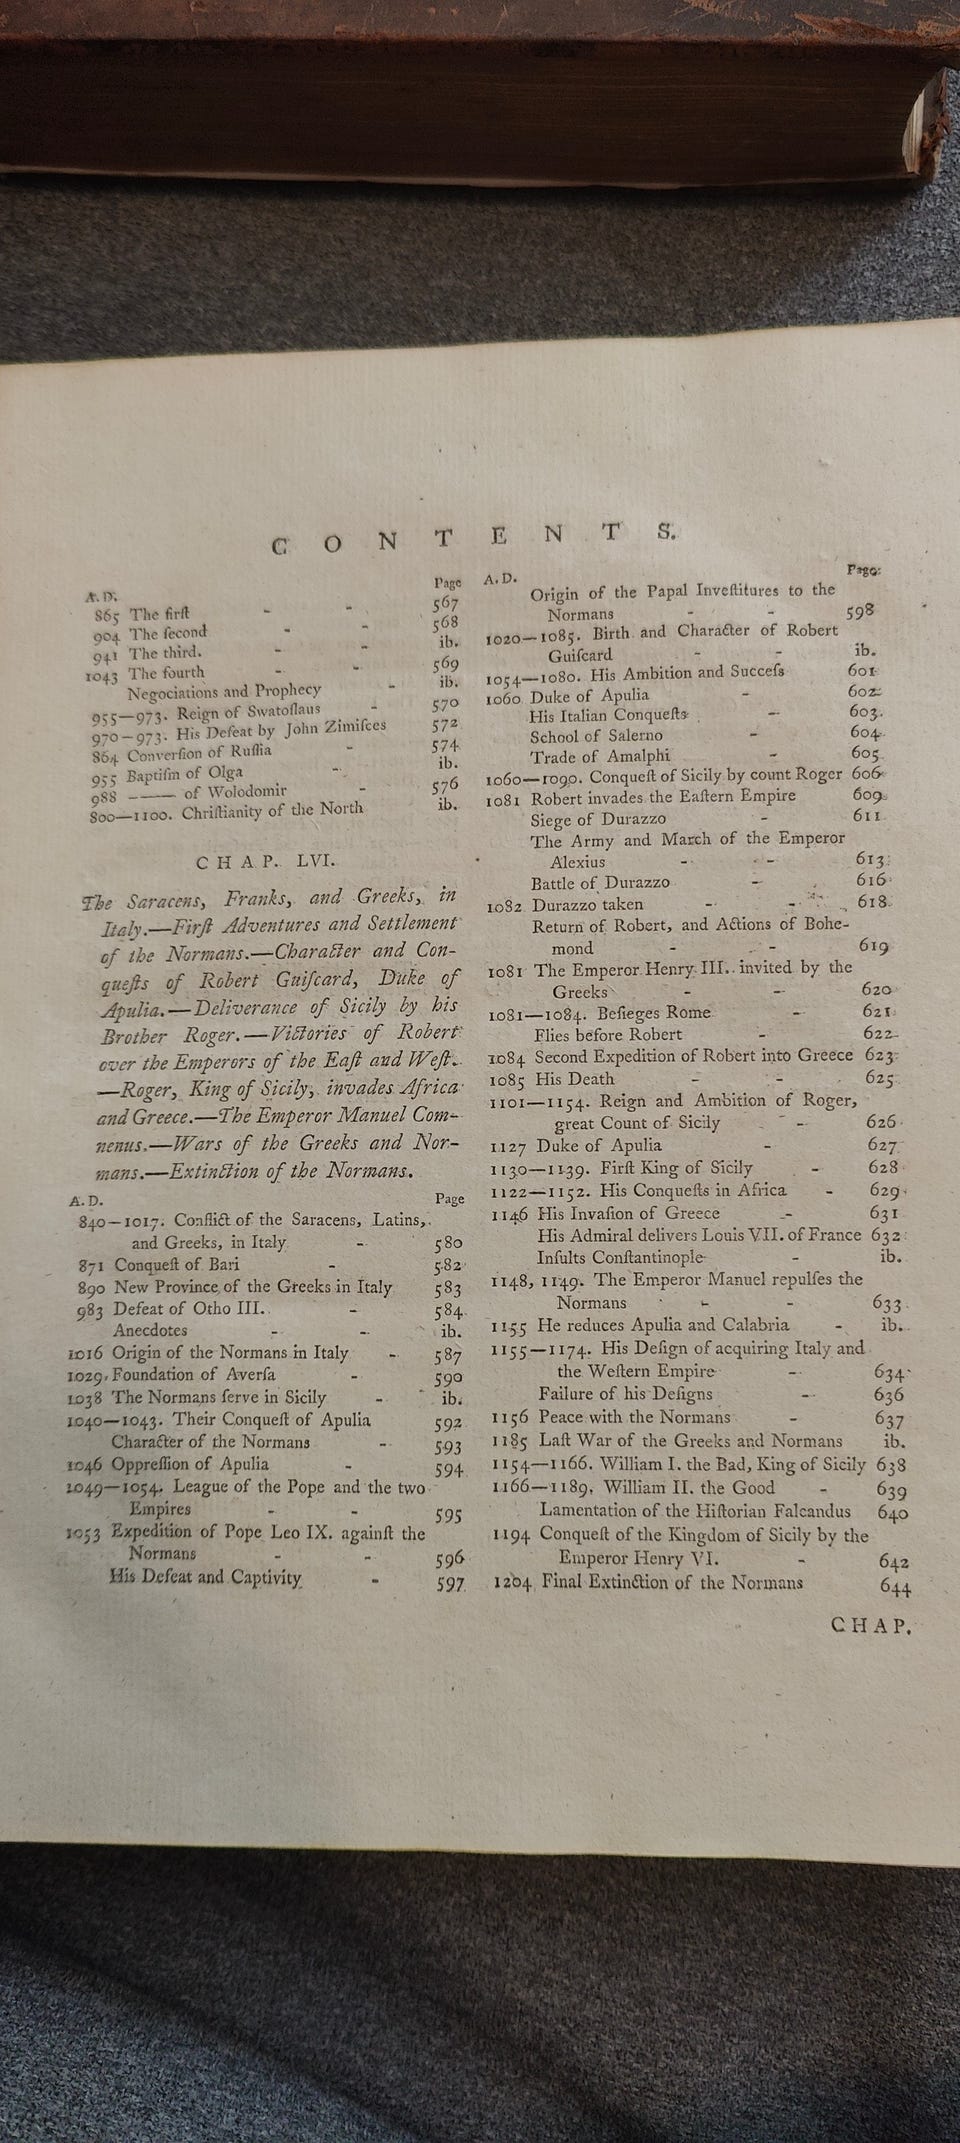 CONTENTS.
A. D. Page
865 The firſt - - 567
904 The ſecond - - 568
941 The third. - - ib.
1043 The fourth - - 569
Negociations and Prophecy - ib.
955—973. Reign of Swatoſlaus - 570
970—973. His Defeat by John Zimiſces 572
864 Converſion of Ruſſia - 574
955 Baptiſm of Olga - ib.
988 —— of Wolodomir - 576
800—1100. Chriſtianity of the North ib.
CHAP. LVI.
The Saracens, Franks, and Greeks, in
Italy.—Firſt Adventures and Settlement
of the Normans.—Character and Con-
queſts of Robert Guiſcard, Duke of
Apulia.—Deliverance of Sicily by his
Brother Roger.—Victories of Robert
over the Emperors of the Eaſt and Weſt.
—Roger, King of Sicily, invades Africa
and Greece.—The Emperor Manuel Com-
nenus.—Wars of the Greeks and Nor-
mans.—Extinction of the Normans.
A. D. Page
840—1017. Conflict of the Saracens, Latins,
and Greeks, in Italy - 580
871 Conqueſt of Bari - 582
890 New Province of the Greeks in Italy 583
983 Defeat of Otho III. - 584
Anecdotes - - ib.
1016 Origin of the Normans in Italy - 587
1029 Foundation of Averſa - 590
1038 The Normans ſerve in Sicily - ib.
1040—1043. Their Conqueſt of Apulia 592
Character of the Normans - 593
1046 Oppreſſion of Apulia - 594
1049—1054. League of the Pope and the two
Empires - - 595
1053 Expedition of Pope Leo IX. againſt the
Normans - - 596
His Defeat and Captivity - 597
A. D. Page
Origin of the Papal Inveſtitures to the
Normans - - 598
1020—1085. Birth and Character of Robert
Guiſcard - - ib.
1054—1080. His Ambition and Succeſs 601
1060 Duke of Apulia - 602
His Italian Conqueſts - 603
School of Salerno - 604
Trade of Amalphi - 605
1060—1090. Conqueſt of Sicily by count Roger 606
1081 Robert invades the Eaſtern Empire 609
Siege of Durazzo - 611
The Army and March of the Emperor
Alexius - - 613
Battle of Durazzo - 616
1082 Durazzo taken - - 618
Return of Robert, and Actions of Bohe-
mond - - 619
1081 The Emperor Henry III. invited by the
Greeks - - 620
1081—1084. Beſieges Rome - 621
Flies before Robert - 622
1084 Second Expedition of Robert into Greece 623
1085 His Death - - 625
1101—1154. Reign and Ambition of Roger,
great Count of Sicily - 626
1127 Duke of Apulia - 627
1130—1139. Firſt King of Sicily - 628
1122—1152. His Conqueſts in Africa - 629
1146 His Invaſion of Greece - 631
His Admiral delivers Louis VII. of France 632
Inſults Conſtantinople - ib.
1148, 1149. The Emperor Manuel repulſes the
Normans - - 633
1155 He reduces Apulia and Calabria - ib.
1155—1174. His Deſign of acquiring Italy and
the Weſtern Empire - 634
Failure of his Deſigns - 636
1156 Peace with the Normans - 637
1185 Laſt War of the Greeks and Normans ib.
1154—1166. William I. the Bad, King of Sicily 638
1166—1189. William II. the Good - 639
Lamentation of the Hiſtorian Falcandus 640
1194 Conqueſt of the Kingdom of Sicily by the
Emperor Henry VI. - 642
1204 Final Extinction of the Normans 644
CHAP.